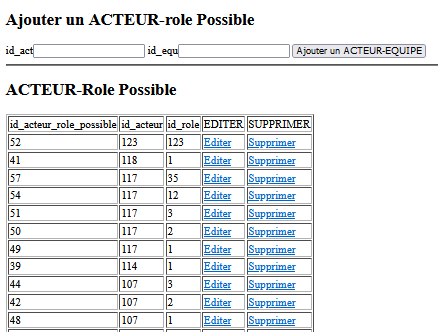 Ajouter un ACTEUR-role Possible
id_act id_equ Ajouter un ACTEUR-EQUIPE
ACTEUR-Role Possible
id_acteur_role_possible id_acteur id_role EDITER SUPPRIMER
52 123 123 Editer Supprimer
41 118 1 Editer Supprimer
57 117 35 Editer Supprimer
54 117 12 Editer Supprimer
51 117 3 Editer Supprimer
50 117 2 Editer Supprimer
49 117 1 Editer Supprimer
39 114 1 Editer Supprimer
44 107 3 Editer Supprimer
42 107 2 Editer Supprimer
48 107 1 Editer Supprimer